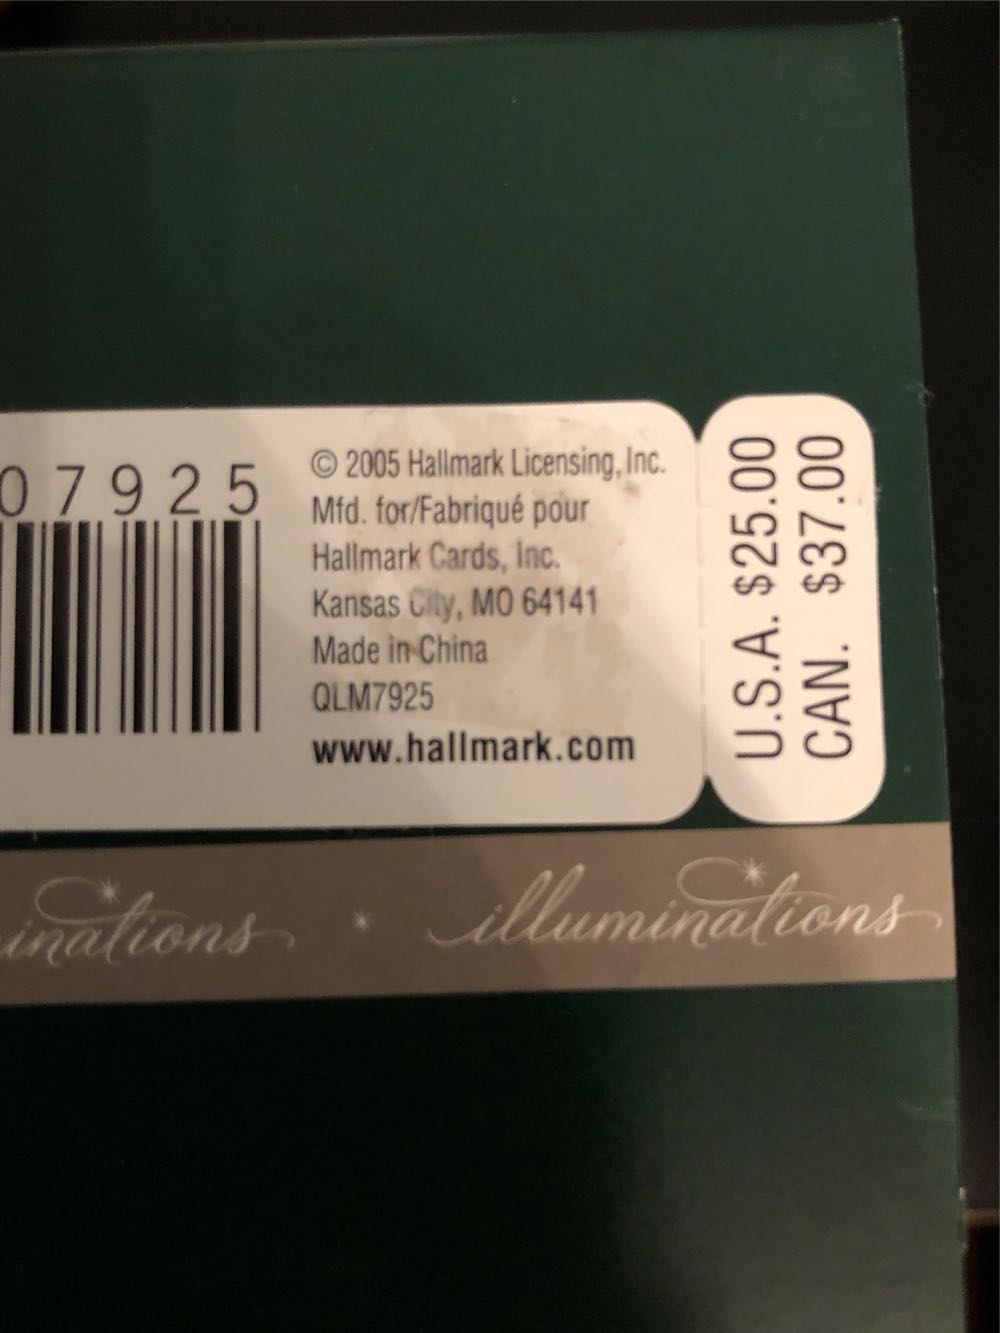 07925
© 2005 Hallmark Licensing, Inc.
Mfd. for/Fabriqué pour
Hallmark Cards, Inc.
Kansas City, MO 64141
Made in China
QLM7925
www.hallmark.com
U.S.A. $25.00
CAN. $37.00
inations * illuminations